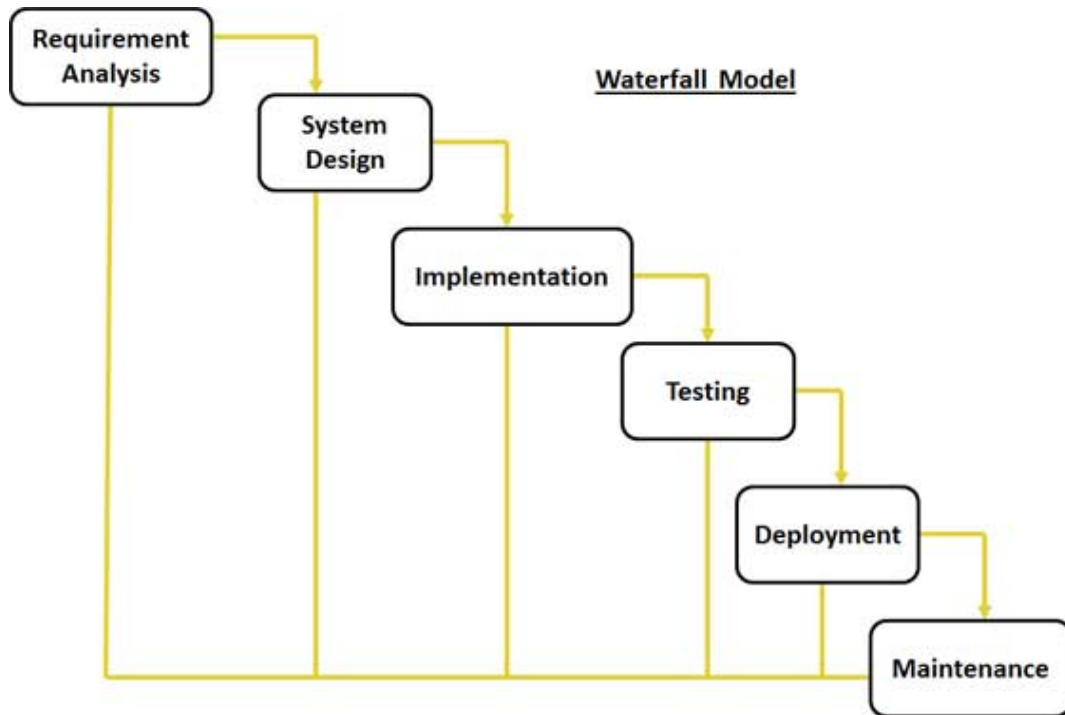 Requirement
Analysis
Waterfall Model
System
Design
Implementation
Testing
Deployment
Maintenance